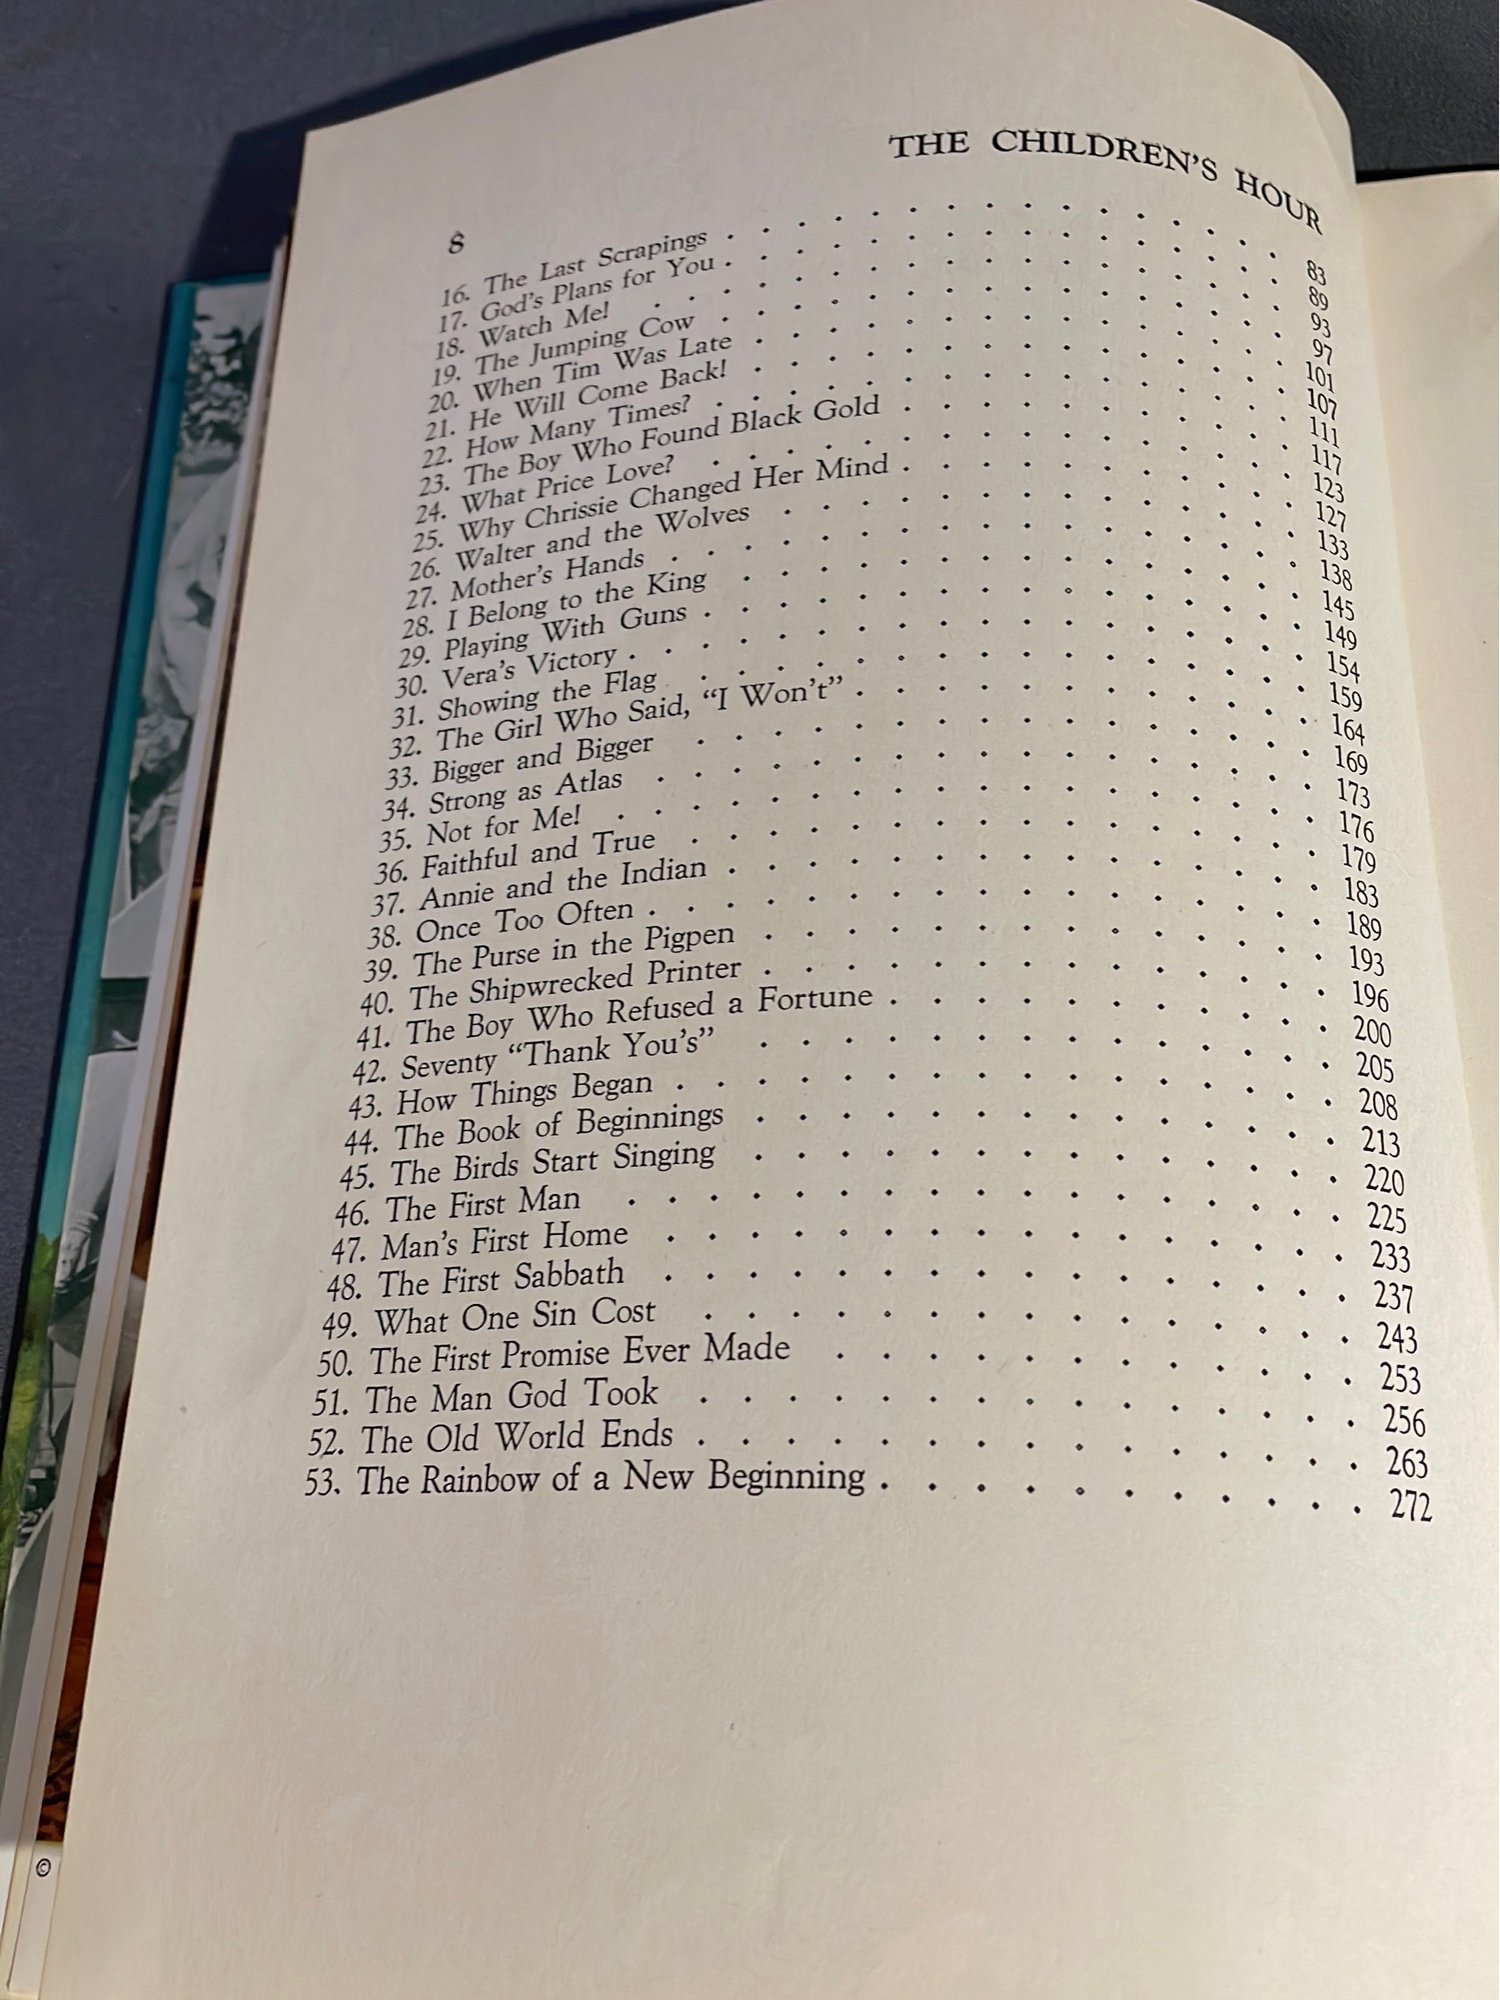 8 THE CHILDREN'S HOUR
16. The Last Scrapings . . . . . . . . . . . . . . . 83
17. God's Plans for You . . . . . . . . . . . . . . . 89
18. Watch Me! . . . . . . . . . . . . . . . 93
19. The Jumping Cow . . . . . . . . . . . . . . . 97
20. When Tim Was Late . . . . . . . . . . . . . . 101
21. He Will Come Back! . . . . . . . . . . . . . . 107
22. How Many Times? . . . . . . . . . . . . . . . 111
23. The Boy Who Found Black Gold . . . . . . . . . . . 117
24. What Price Love? . . . . . . . . . . . . . . . 123
25. Why Chrissie Changed Her Mind . . . . . . . . . . . 127
26. Walter and the Wolves . . . . . . . . . . . . . . 133
27. Mother's Hands . . . . . . . . . . . . . . . 138
28. I Belong to the King . . . . . . . . . . . . . . 145
29. Playing With Guns . . . . . . . . . . . . . . . 149
30. Vera's Victory . . . . . . . . . . . . . . . . 154
31. Showing the Flag . . . . . . . . . . . . . . . 159
32. The Girl Who Said, “I Won't” . . . . . . . . . . . 164
33. Bigger and Bigger . . . . . . . . . . . . . . . 169
34. Strong as Atlas . . . . . . . . . . . . . . . 173
35. Not for Me! . . . . . . . . . . . . . . . . 176
36. Faithful and True . . . . . . . . . . . . . . . 179
37. Annie and the Indian . . . . . . . . . . . . . . 183
38. Once Too Often . . . . . . . . . . . . . . . 189
39. The Purse in the Pigpen . . . . . . . . . . . . . 193
40. The Shipwrecked Printer . . . . . . . . . . . . . 196
41. The Boy Who Refused a Fortune . . . . . . . . . . 200
42. Seventy “Thank You's” . . . . . . . . . . . . . 205
43. How Things Began . . . . . . . . . . . . . . . 208
44. The Book of Beginnings . . . . . . . . . . . . . 213
45. The Birds Start Singing . . . . . . . . . . . . . 220
46. The First Man . . . . . . . . . . . . . . . 225
47. Man's First Home . . . . . . . . . . . . . . 233
48. The First Sabbath . . . . . . . . . . . . . . 237
49. What One Sin Cost . . . . . . . . . . . . . . 243
50. The First Promise Ever Made . . . . . . . . . . . 253
51. The Man God Took . . . . . . . . . . . . . . 256
52. The Old World Ends . . . . . . . . . . . . . . 263
53. The Rainbow of a New Beginning . . . . . . . . . . 272
©